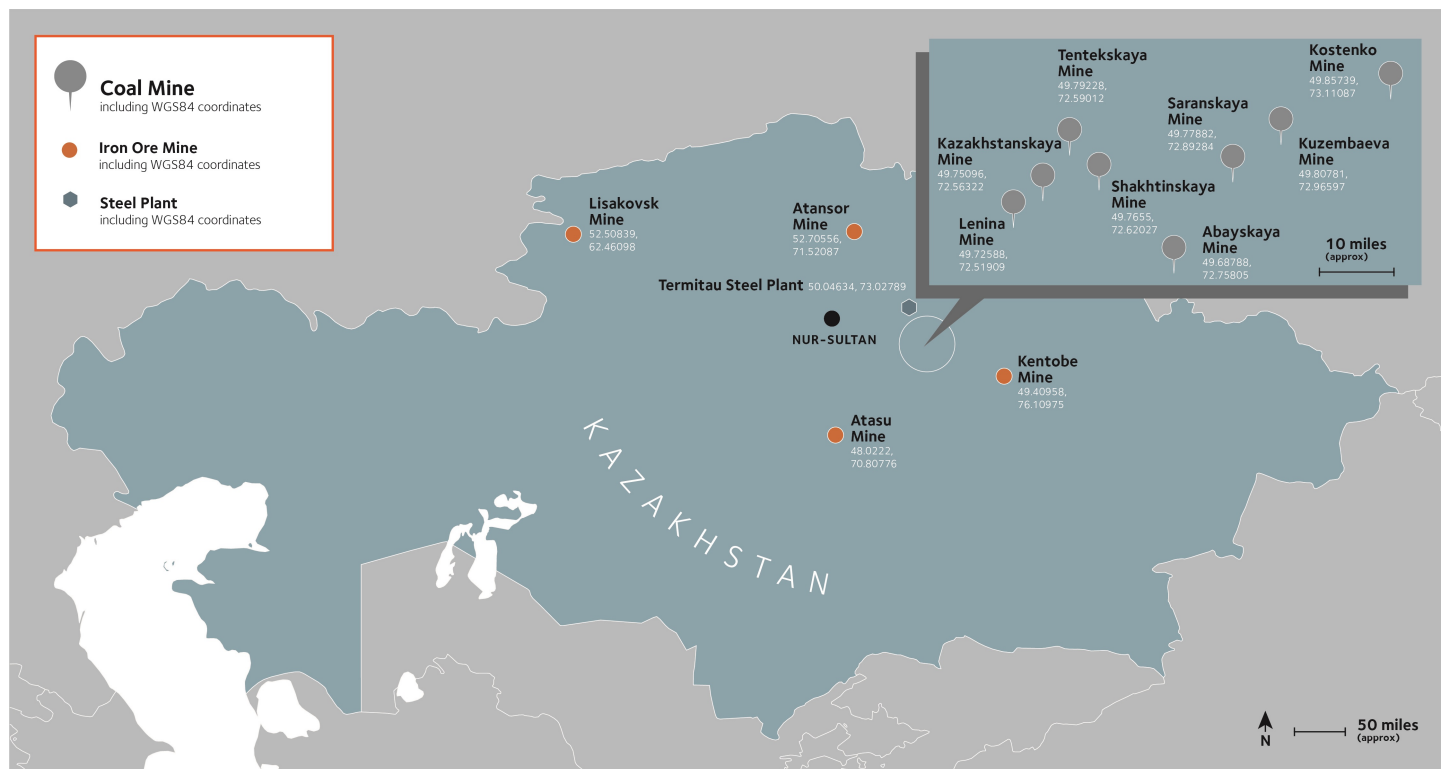 Coal Mine
including WGS84 coordinates
Iron Ore Mine
including WGS84 coordinates
Steel Plant
including WGS84 coordinates
Tentekskaya
Mine
49.79228,
72.59012
Kostenko
Mine
49.85739,
73.11087
Saranskaya
Mine
49.77882,
72.89284
Kazakhstanskaya
Mine
49.75096,
72.56322
Kuzembaeva
Mine
49.80781,
72.96597
Shakhtinskaya
Mine
49.7655,
72.62027
Lenina
Mine
49.72588,
72.51909
Abayskaya
Mine
49.68788,
72.75805
10 miles
(approx)
Lisakovsk
Mine
52.50839,
62.46098
Atansor
Mine
52.70556,
71.52087
Termitau Steel Plant 50.04634, 73.02789
NUR-SULTAN
Kentobe
Mine
49.40958,
76.10975
Atasu
Mine
48.0222,
70.80776
KAZAKHSTAN
N
50 miles
(approx)